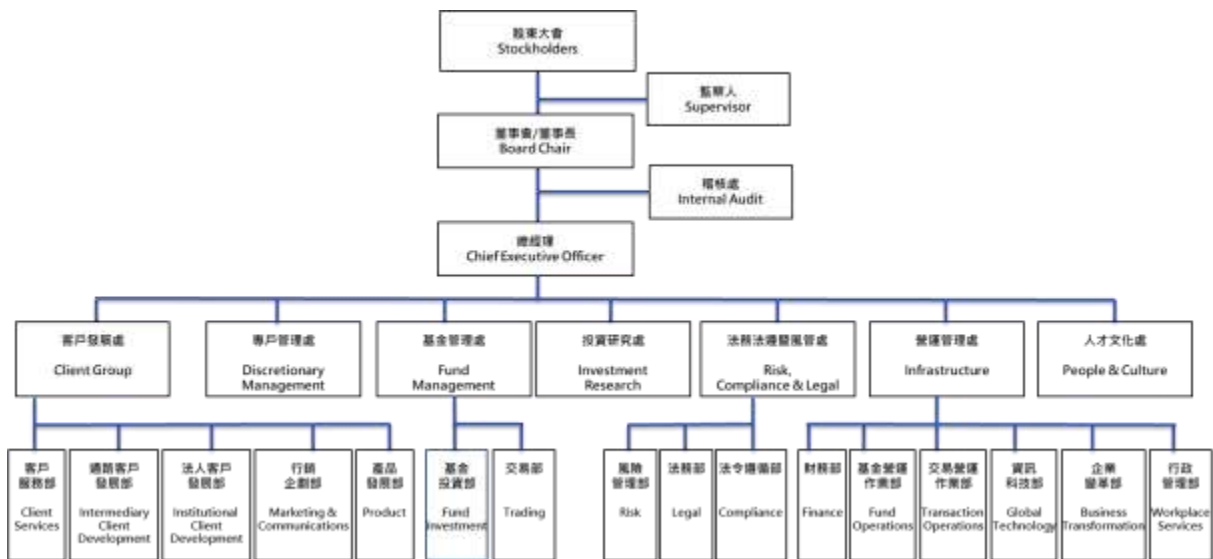 股東大會
Stockholders
監察人
Supervisor
董事會/董事長
Board Chair
稽核處
Internal Audit
總經理
Chief Executive Officer
客戶發展處
Client Group
專戶管理處
Discretionary
Management
基金管理處
Fund
Management
投資研究處
Investment
Research
法務法遵暨風管處
Risk,
Compliance & Legal
營運管理處
Infrastructure
人才文化處
People & Culture
客戶
服務部
Client
Services
通路客戶
發展部
Intermediary
Client
Development
法人客戶
發展部
Institutional
Client
Development
行銷
企劃部
Marketing &
Communications
產品
發展部
Product
基金
投資部
Fund
Investment
交易部
Trading
風險
管理部
Risk
法務部
Legal
法令遵循部
Compliance
財務部
Finance
基金營運
作業部
Fund
Operations
交易營運
作業部
Transaction
Operations
資訊
科技部
Global
Technology
企業
變革部
Business
Transformation
行政
管理部
Workplace
Services